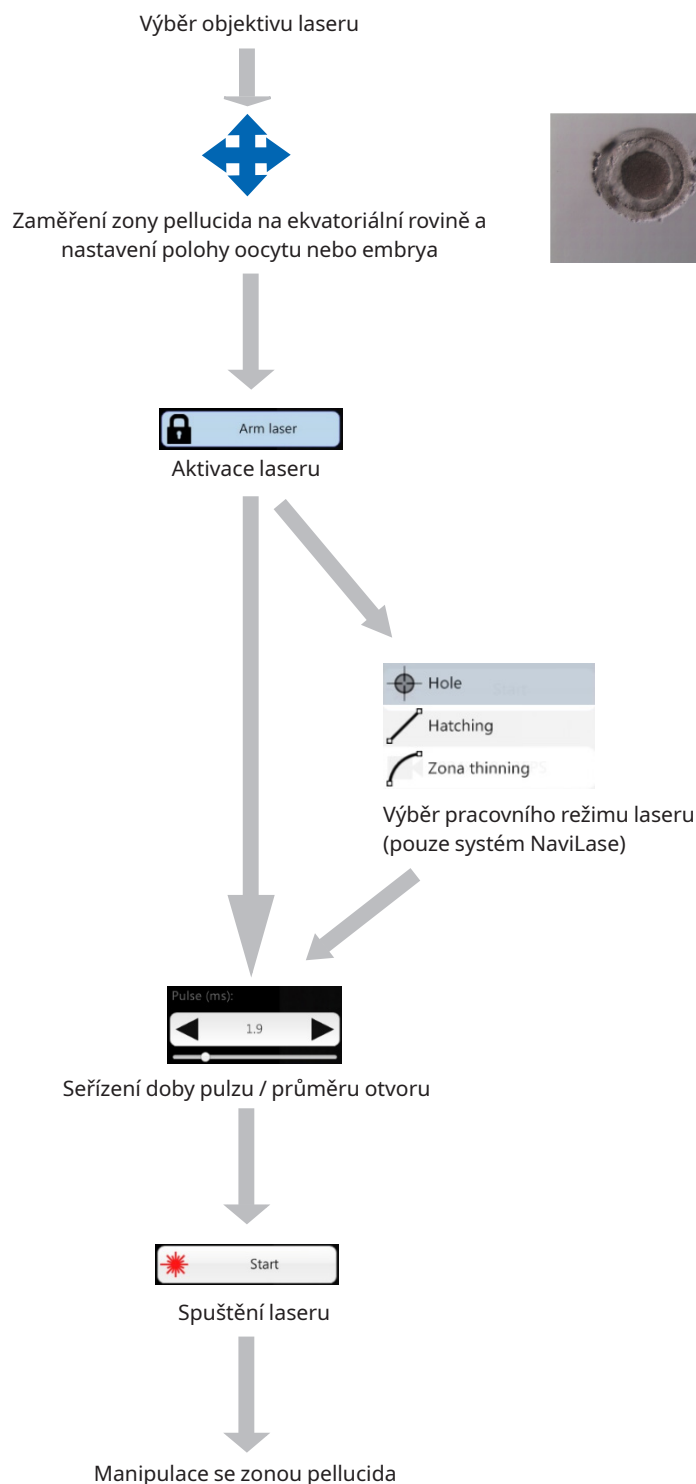 Výběr objektivu laseru
Zaměření zony pellucida na ekvatoriální rovině a
nastavení polohy oocytu nebo embrya
Arm laser
Aktivace laseru
Hole
Hatching
Zona thinning
Výběr pracovního režimu laseru
(pouze systém NaviLase)
Pulse (ms):
1.9
Seřízení doby pulzu / průměru otvoru
Start
Spuštění laseru
Manipulace se zonou pellucida